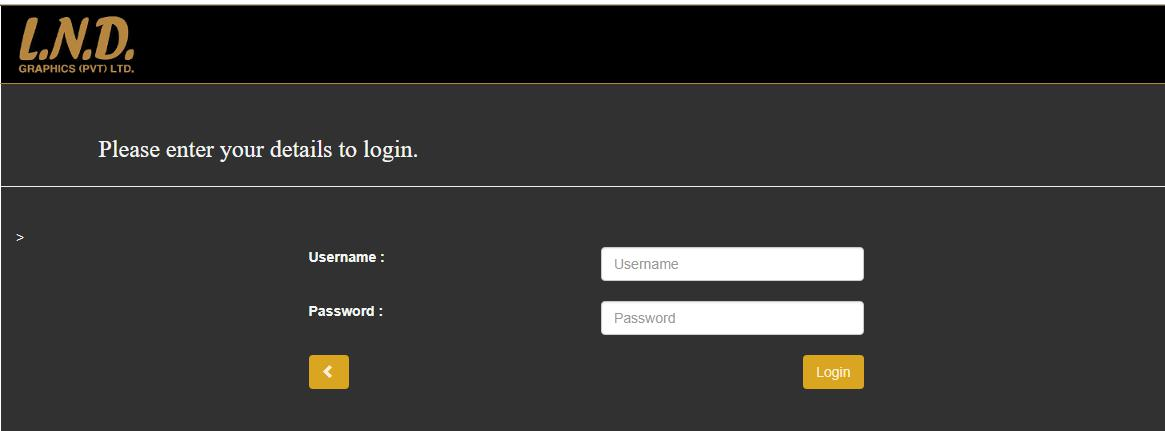 L.N.D.
GRAPHICS (PVT) LTD.
Please enter your details to login.
>
Username :
Username
Password :
Password
Login